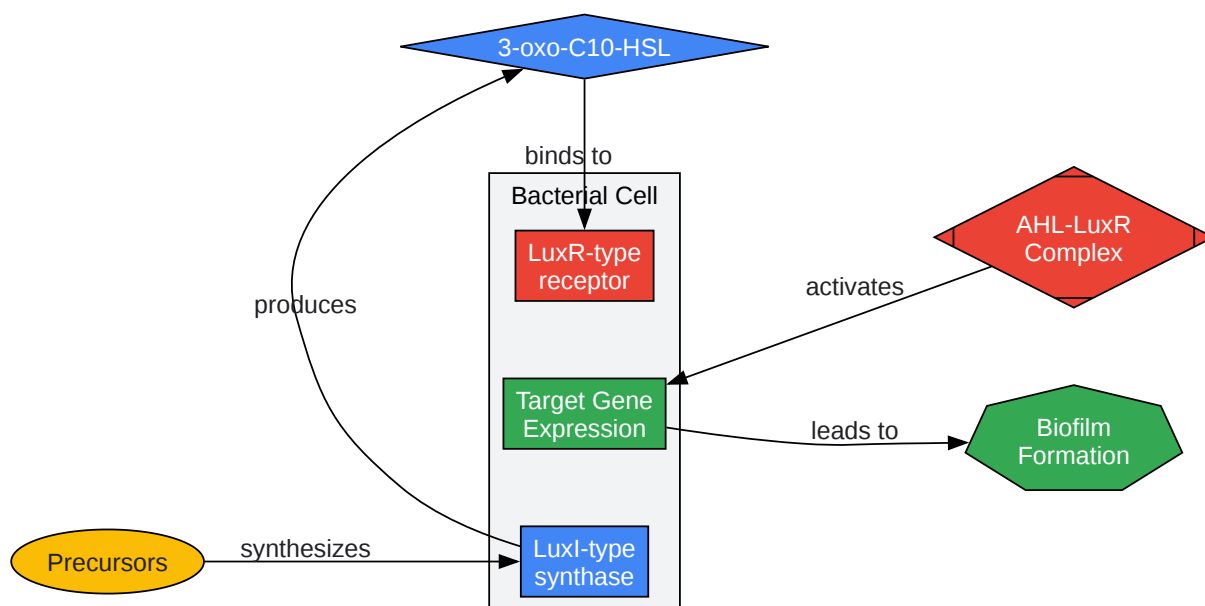 3-oxo-C10-HSL
binds to
Bacterial Cell
LuxR-type
receptor
AHL-LuxR
Complex
activates
produces
Target Gene
Expression
leads to
Biofilm
Formation
Precursors
synthesizes
LuxI-type
synthase